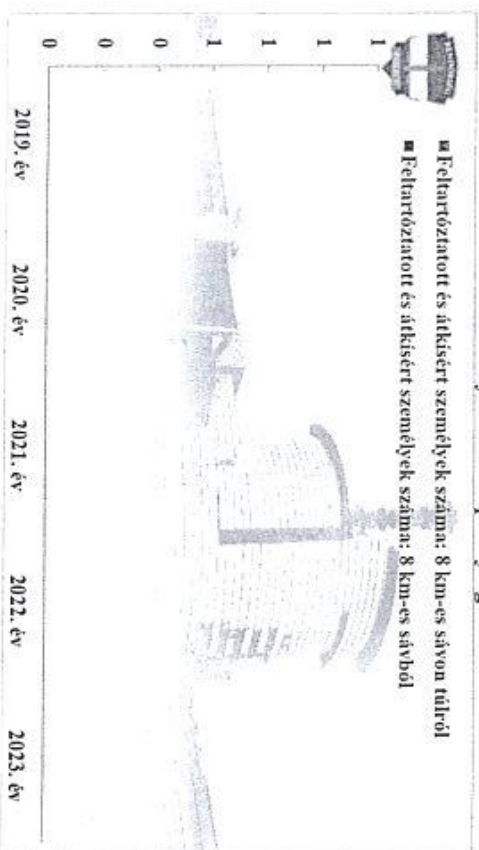 ■ Feltartóztatott és átkísért személyek száma: 8 km-es sávon túlról
■ Feltartóztatott és átkísért személyek száma: 8 km-es sávból
1
1
1
1
0
0
0
2019. év
2020. év
2021. év
2022. év
2023. év